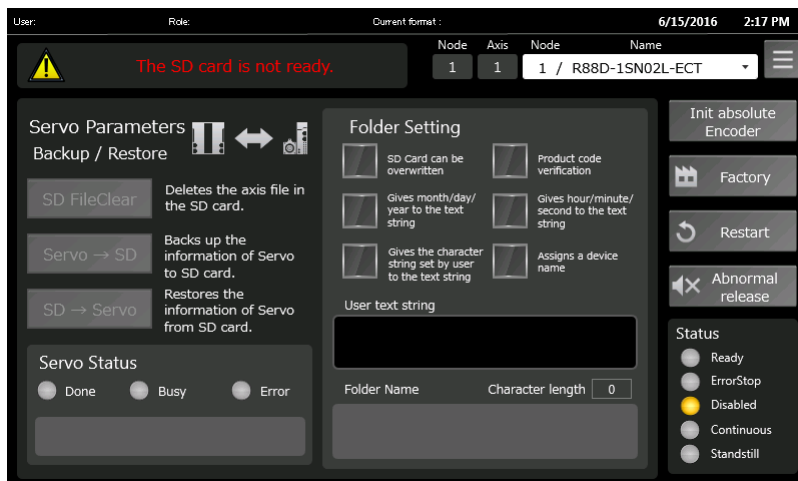 User:
Role:
Current format :
6/15/2016
2:17 PM
The SD card is not ready.
Node
Axis
Node
Name
1
1
1 / R88D-1SN02L-ECT
Servo Parameters
Backup / Restore
SD FileClear
Deletes the axis file in
the SD card.
Servo → SD
Backs up the
information of Servo
to SD card.
SD → Servo
Restores the
information of Servo
from SD card.
Servo Status
Done
Busy
Error
Folder Setting
SD Card can be
overwritten
Product code
verification
Gives month/day/
year to the text
string
Gives hour/minute/
second to the text
string
Gives the character
string set by user
to the text string
Assigns a device
name
User text string
Folder Name
Character length
0
Init absolute
Encoder
Factory
Restart
Abnormal
release
Status
Ready
ErrorStop
Disabled
Continuous
Standstill